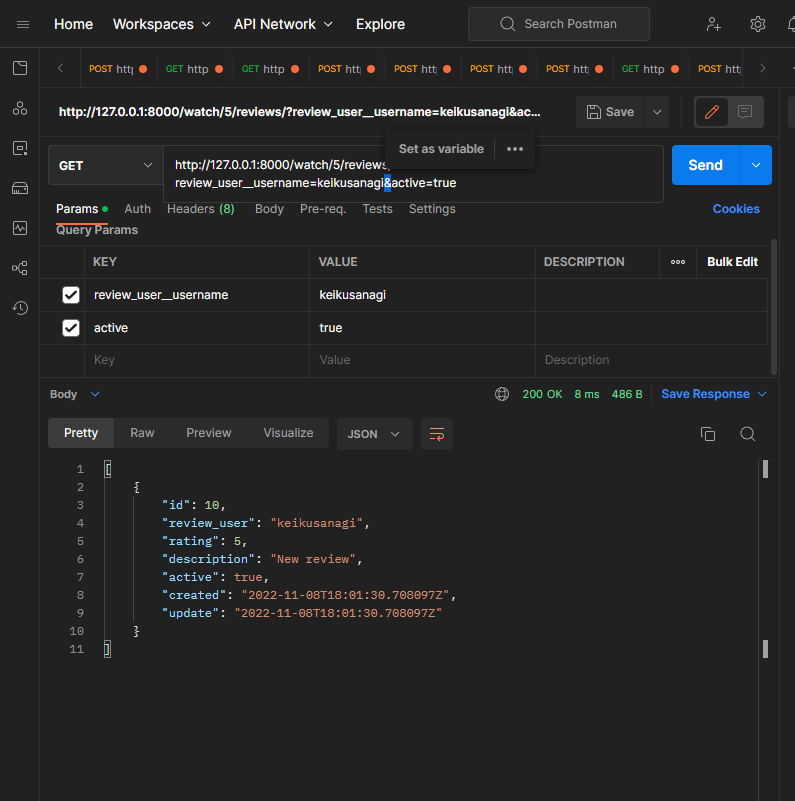 Home Workspaces API Network Explore Search Postman
POST http GET http GET http POST http POST http POST http POST http GET http POST http
http://127.0.0.1:8000/watch/5/reviews/?review_user__username=keikusanagi&ac... Save
Set as variable
GET http://127.0.0.1:8000/watch/5/reviews Send
review_user__username=keikusanagi&active=true
Params Auth Headers (8) Body Pre-req. Tests Settings Cookies
Query Params
KEY VALUE DESCRIPTION Bulk Edit
review_user__username keikusanagi
active true
Key Value Description
Body 200 OK 8 ms 486 B Save Response
Pretty Raw Preview Visualize JSON
1 [
2 {
3 "id": 10,
4 "review_user": "keikusanagi",
5 "rating": 5,
6 "description": "New review",
7 "active": true,
8 "created": "2022-11-08T18:01:30.708097Z",
9 "update": "2022-11-08T18:01:30.708097Z"
10 }
11 ]